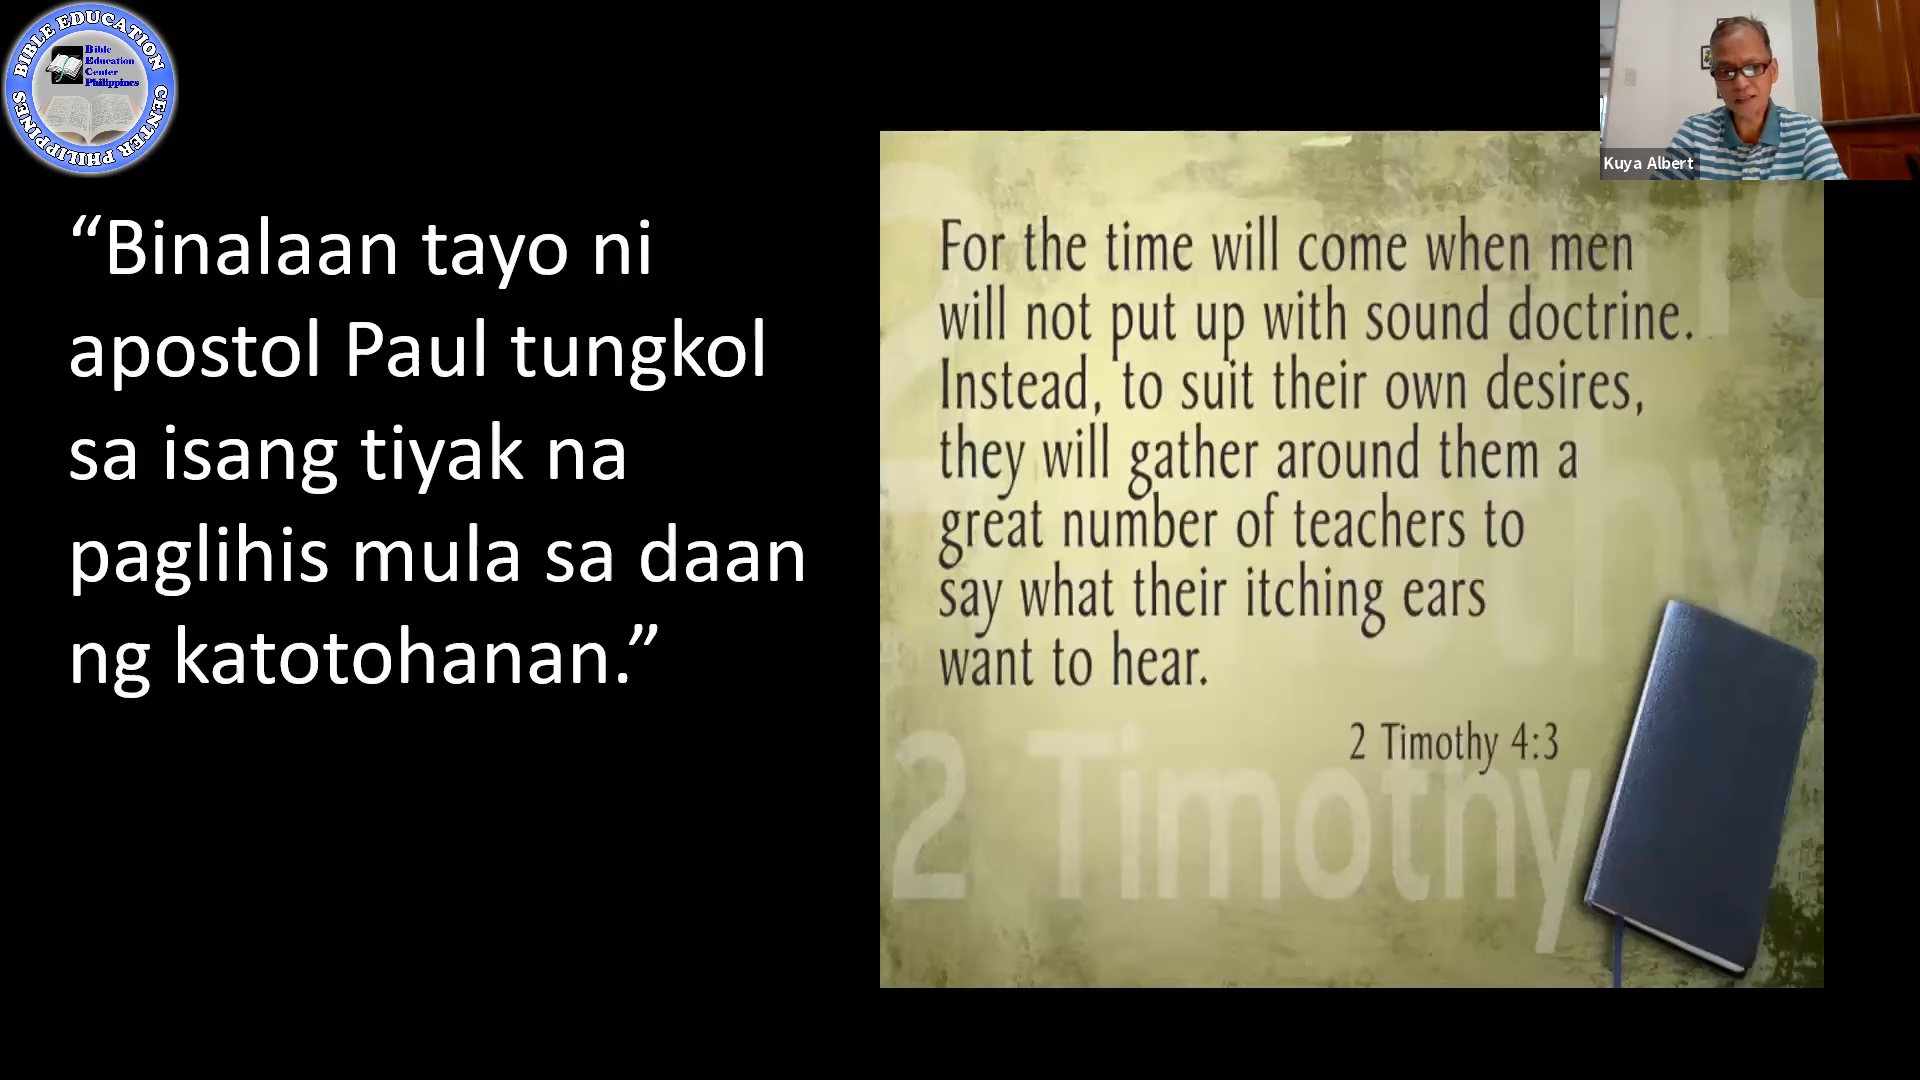 BIBLE EDUCATION CENTER PHILIPPINES
Bible
Education
Center
Philippines
Kuya Albert
“Binalaan tayo ni
apostol Paul tungkol
sa isang tiyak na
paglihis mula sa daan
ng katotohanan.”
For the time will come when men
will not put up with sound doctrine.
Instead, to suit their own desires,
they will gather around them a
great number of teachers to
say what their itching ears
want to hear.
2 Timothy 4:3
2 Timothy